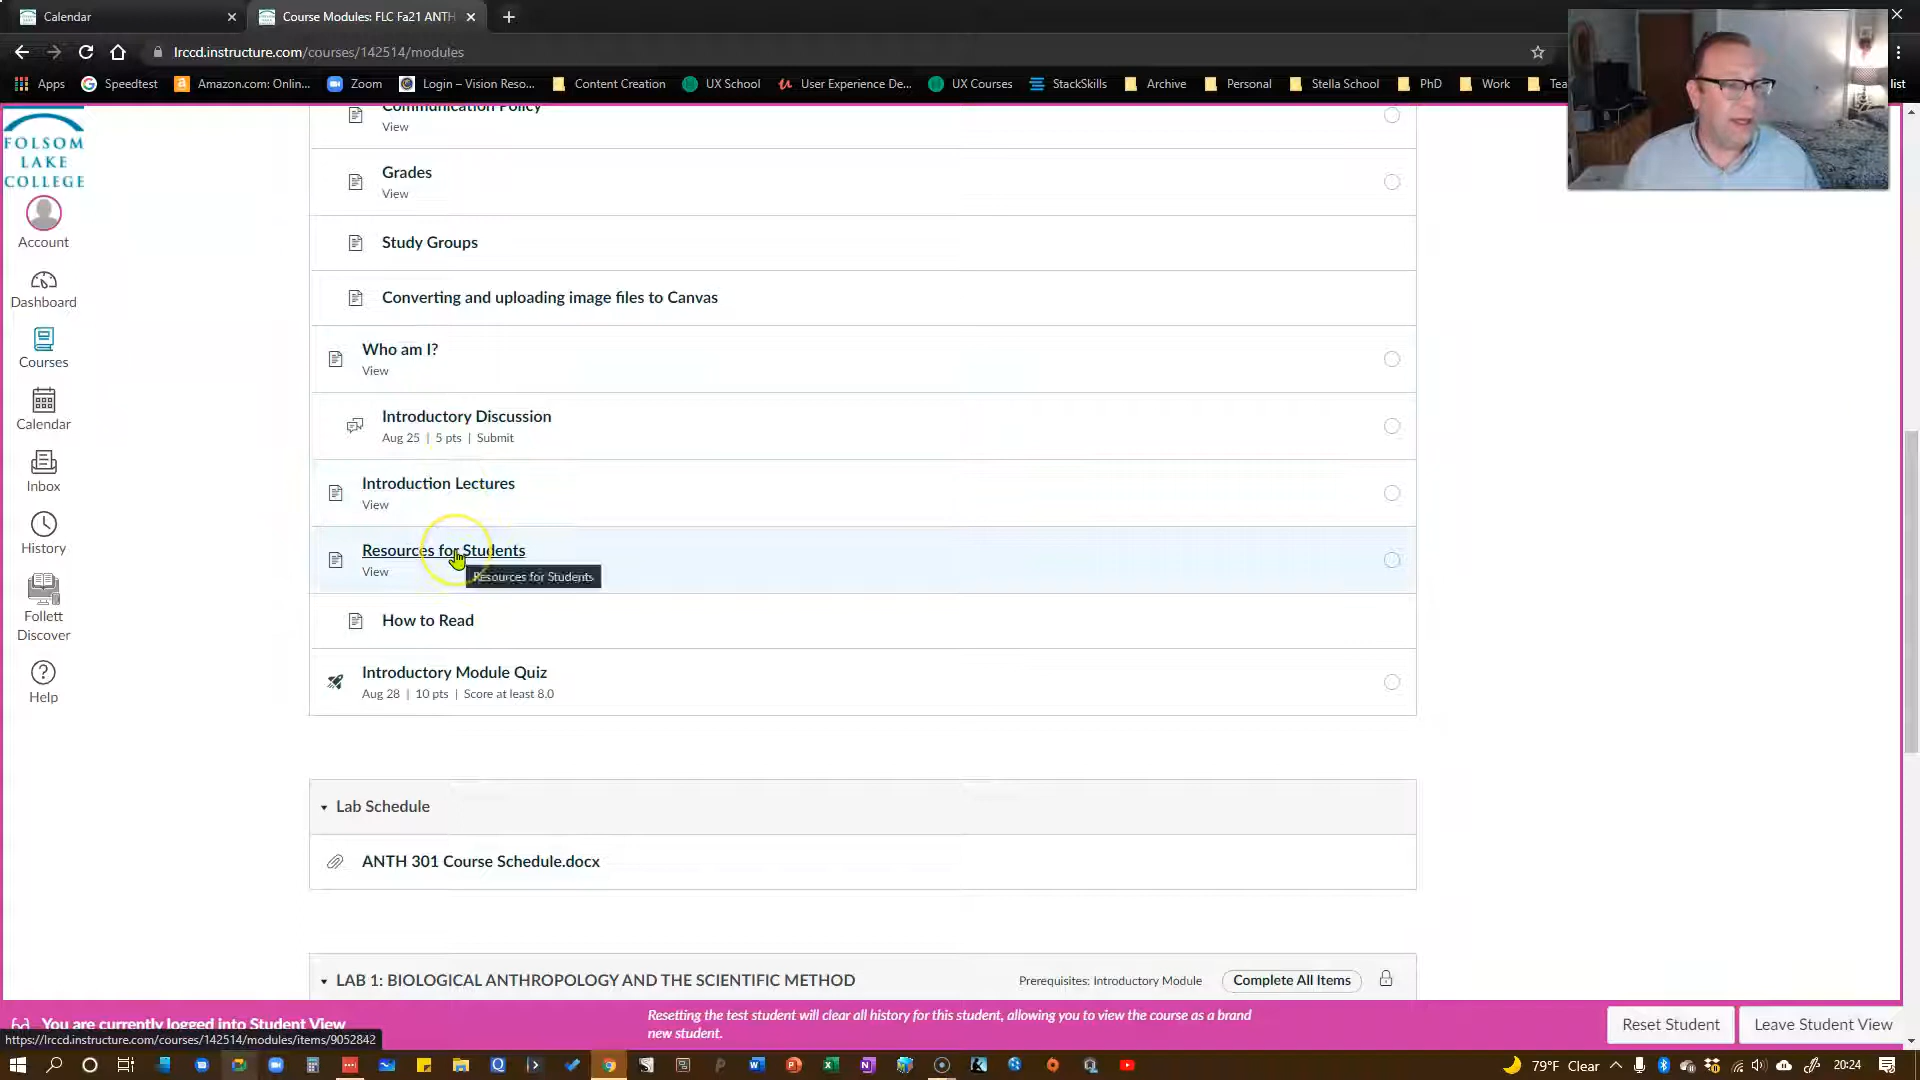 Calendar
Course Modules: FLC Fa21 ANTH
lrccd.instructure.com/courses/142514/modules
Apps Speedtest Amazon.com: Onlin... Zoom Login – Vision Reso... Content Creation UX School User Experience De... UX Courses StackSkills Archive Personal Stella School PhD Work Tea list
FOLSOM
LAKE
COLLEGE
Account
Dashboard
Courses
Calendar
Inbox
History
Follett
Discover
Help
Communication Policy
View
Grades
View
Study Groups
Converting and uploading image files to Canvas
Who am I?
View
Introductory Discussion
Aug 25 | 5 pts | Submit
Introduction Lectures
View
Resources for Students
View
Resources for Students
How to Read
Introductory Module Quiz
Aug 28 | 10 pts | Score at least 8.0
Lab Schedule
ANTH 301 Course Schedule.docx
LAB 1: BIOLOGICAL ANTHROPOLOGY AND THE SCIENTIFIC METHOD
Prerequisites: Introductory Module
Complete All Items
You are currently logged into Student View
Resetting the test student will clear all history for this student, allowing you to view the course as a brand
new student.
Reset Student
Leave Student View
https://lrccd.instructure.com/courses/142514/modules/items/9052842
79°F Clear
20:24